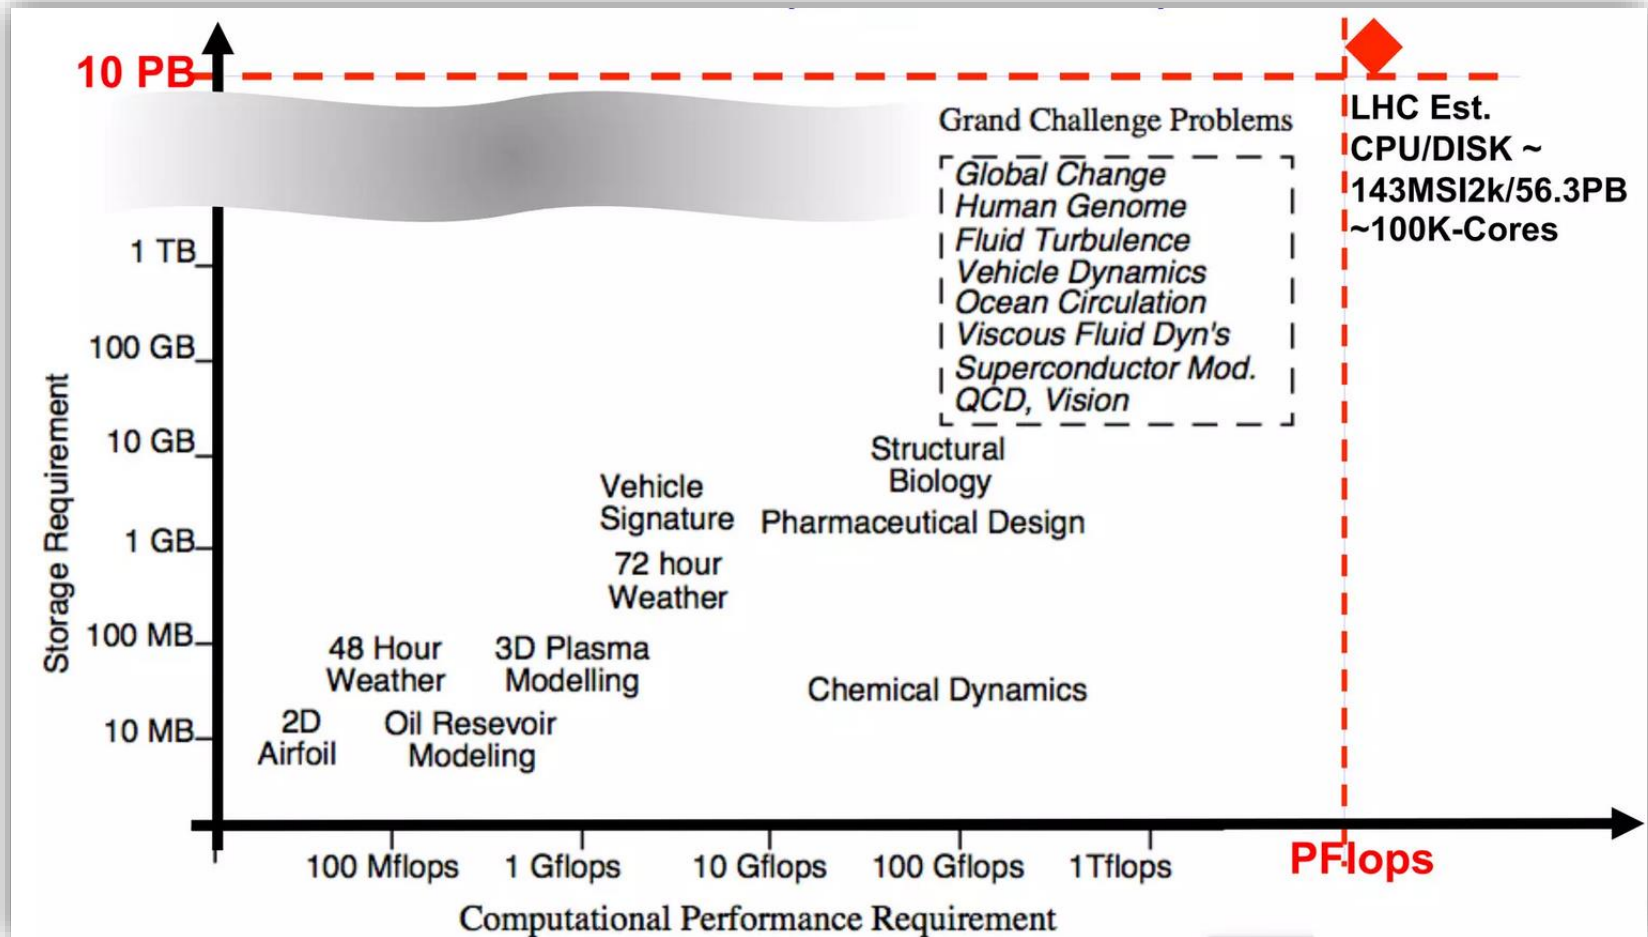 10 PB
LHC Est.
CPU/DISK ~
143MSI2k/56.3PB
~100K-Cores
Grand Challenge Problems
Global Change
Human Genome
Fluid Turbulence
Vehicle Dynamics
Ocean Circulation
Viscous Fluid Dyn's
Superconductor Mod.
QCD, Vision
1 TB
100 GB
10 GB
1 GB
100 MB
10 MB
Storage Requirement
Structural
Biology
Vehicle
Signature
Pharmaceutical Design
72 hour
Weather
48 Hour
Weather
3D Plasma
Modelling
Chemical Dynamics
2D
Airfoil
Oil Resevoir
Modeling
100 Mflops
1 Gflops
10 Gflops
100 Gflops
1Tflops
PFlops
Computational Performance Requirement